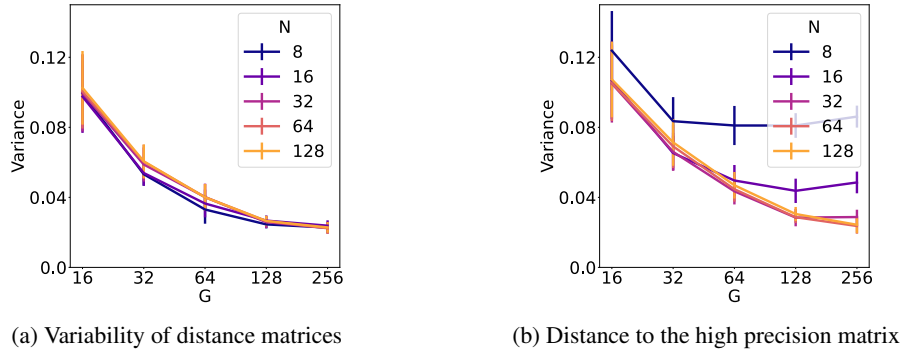 N
8
16
32
64
128
0.12
0.08
0.04
0.0
Variance
16 32 64 128 256
G
(a) Variability of distance matrices
N
8
16
32
64
128
0.12
0.08
0.04
0.0
Variance
16 32 64 128 256
G
(b) Distance to the high precision matrix